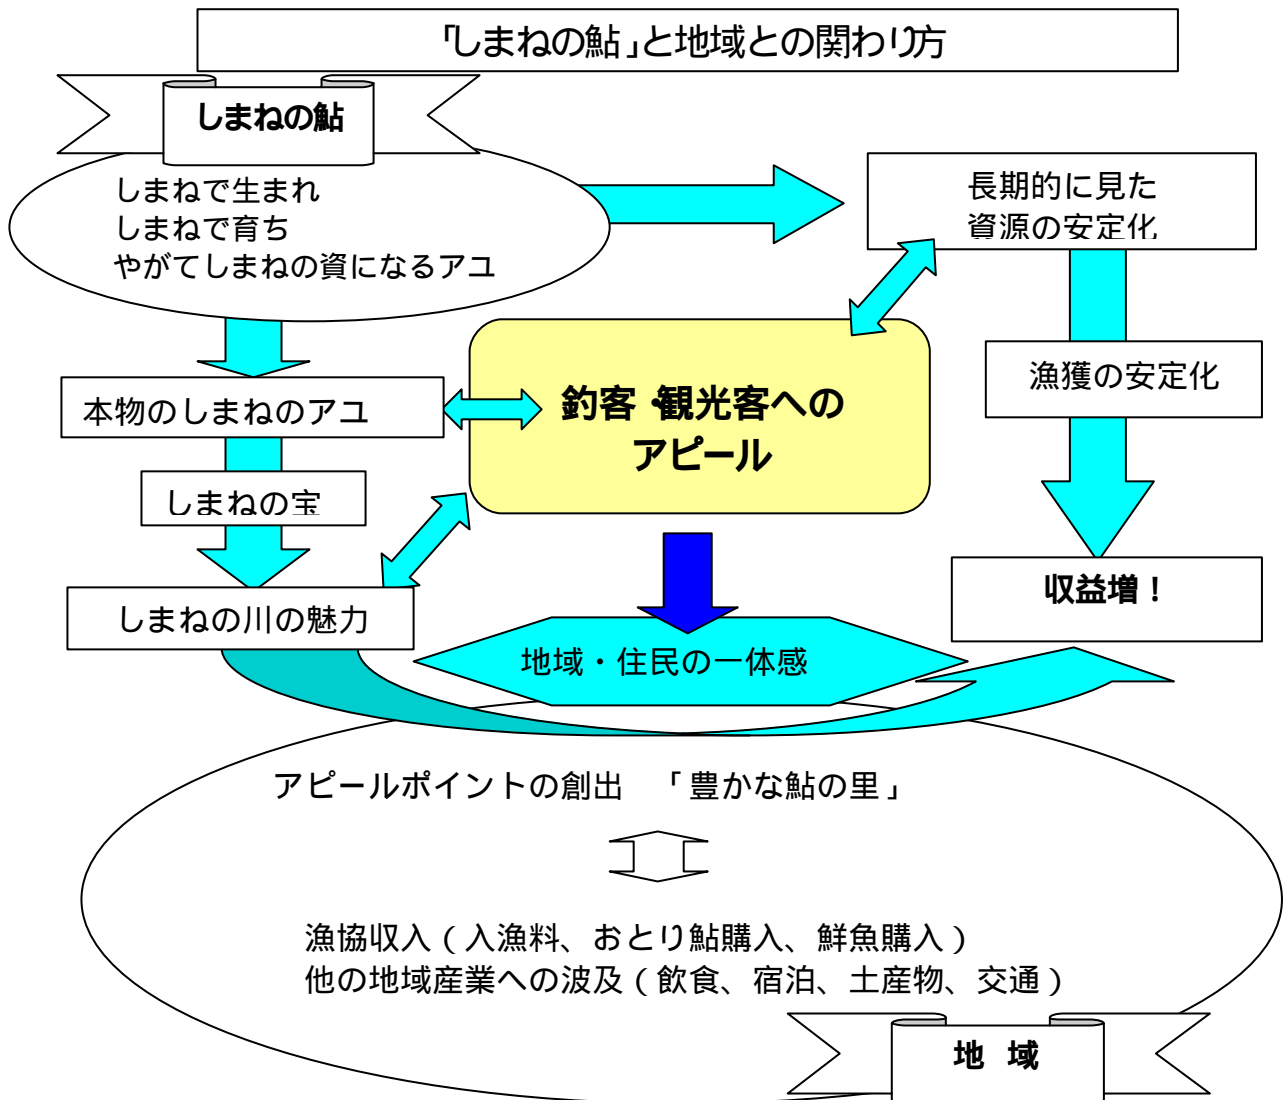 「しまねの鮎」と地域との関わり方
しまねの鮎
しまねで生まれ
しまねで育ち
やがてしまねの資になるアユ
長期的に見た
資源の安定化
漁獲の安定化
収益増！
本物のしまねのアユ
しまねの宝
しまねの川の魅力
釣客・観光客への
アピール
地域・住民の一体感
アピールポイントの創出　「豊かな鮎の里」
漁協収入（入漁料、おとり鮎購入、鮮魚購入）
他の地域産業への波及（飲食、宿泊、土産物、交通）
地 域